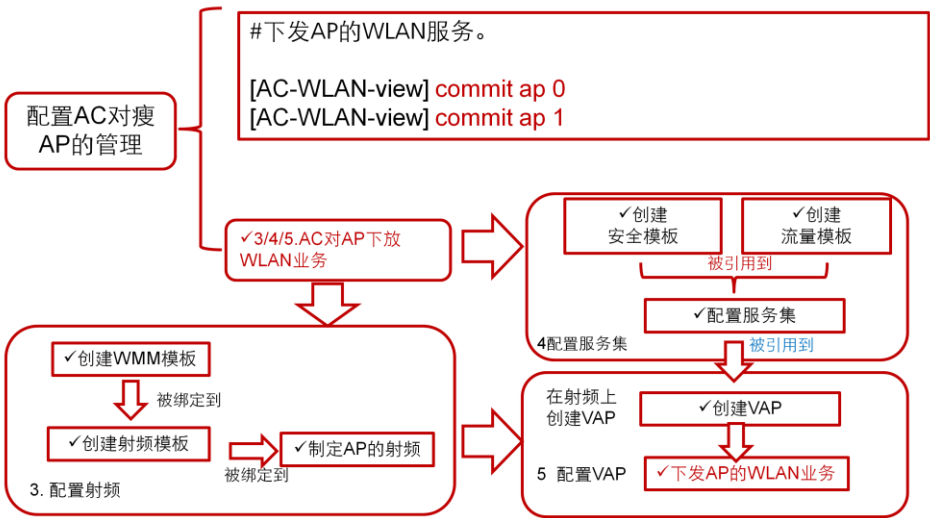 #下发AP的WLAN服务。
[AC-WLAN-view] commit ap 0
[AC-WLAN-view] commit ap 1
配置AC对瘦
AP的管理
✓3/4/5.AC对AP下放
WLAN业务
✓创建
安全模板
✓创建
流量模板
被引用到
✓配置服务集
4配置服务集
被引用到
✓创建WMM模板
被绑定到
✓创建射频模板
被绑定到
✓制定AP的射频
3. 配置射频
在射频上
创建VAP
✓创建VAP
5 配置VAP
✓下发AP的WLAN业务